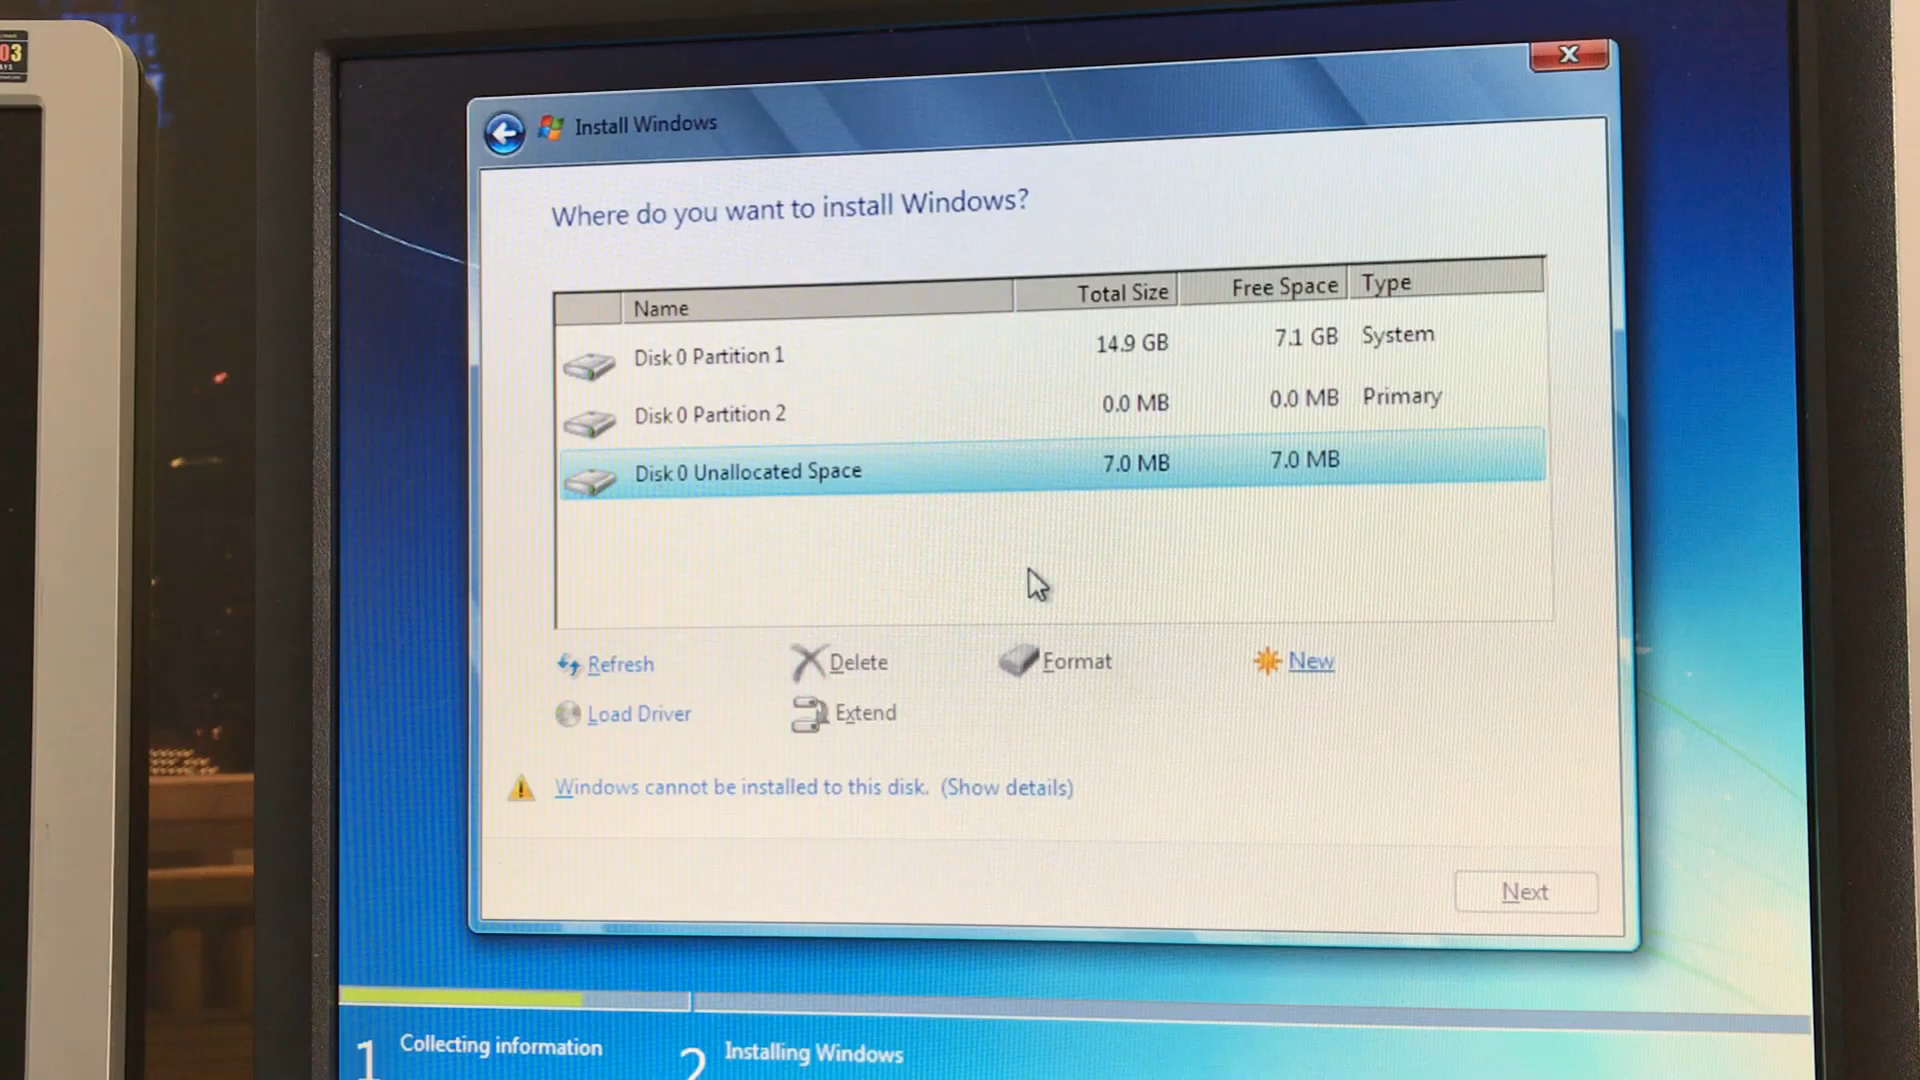 03
Install Windows
Where do you want to install Windows?
Name Total Size Free Space Type
Disk 0 Partition 1 14.9 GB 7.1 GB System
Disk 0 Partition 2 0.0 MB 0.0 MB Primary
Disk 0 Unallocated Space 7.0 MB 7.0 MB
Refresh Delete Format New
Load Driver Extend
Windows cannot be installed to this disk. (Show details)
Next
1 Collecting information 2 Installing Windows